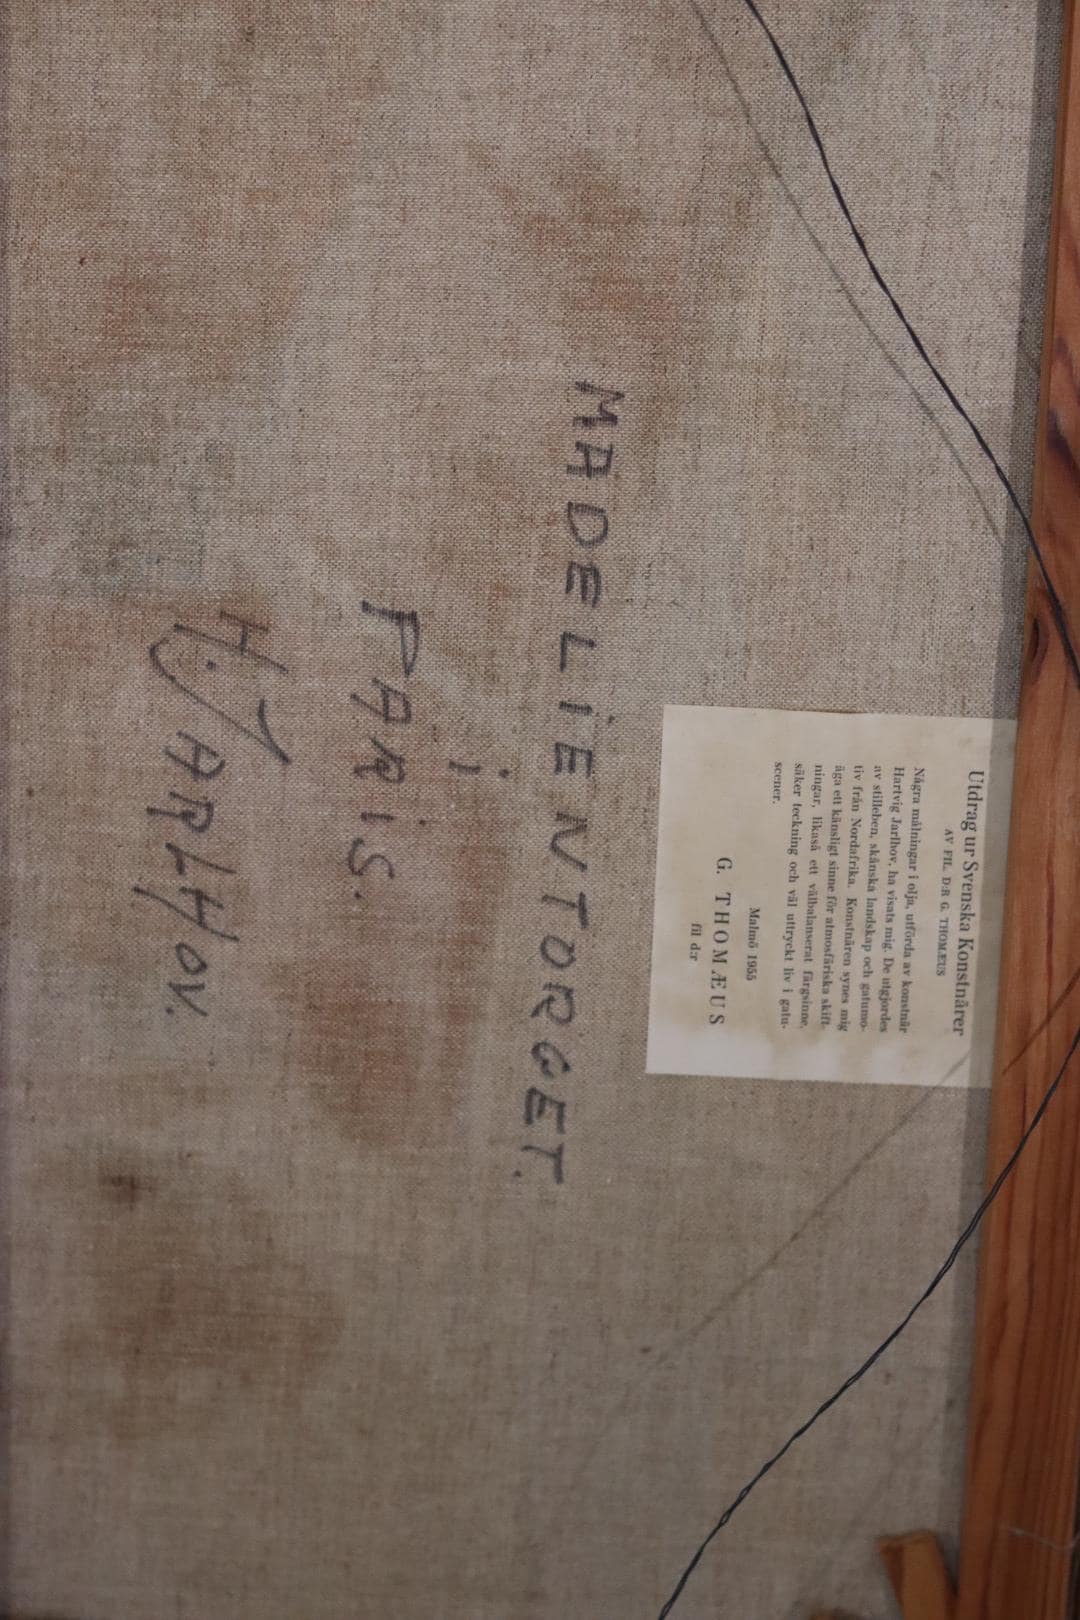 Utdrag ur Svenska Konstnärer
AV FIL. D:R G. THOMÆUS
Några målningar i olja, utförda av konstnär
Hartvig Jarlhov, ha visats mig. De utgjordes
av stilleben, skånska landskap och gatumo-
tiv från Nordafrika. Konstnären synes mig
äga ett känsligt sinne för atmosfäriska skift-
ningar, likaså ett välbalanserat färgsinne,
säker teckning och väl uttryckt liv i gatu-
scener.
Malmö 1955
G. THOMÆUS
fil d:r
MADELIENTORGET.
i
PARIS.
H. JARLHOV.